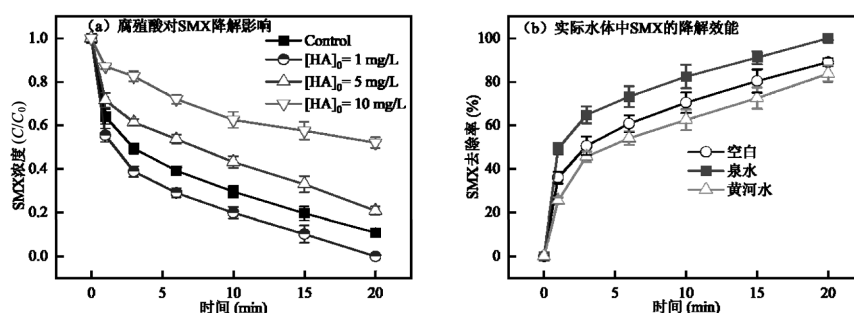 (a) 腐殖酸对SMX降解影响
Control
[HA]₀= 1 mg/L
[HA]₀= 5 mg/L
[HA]₀= 10 mg/L
SMX浓度 (C/C₀)
1.0
0.8
0.6
0.4
0.2
0.0
0 5 10 15 20
时间 (min)
(b) 实际水体中SMX的降解效能
空白
泉水
黄河水
SMX去除率 (%)
100
80
60
40
20
0
0 5 10 15 20
时间 (min)